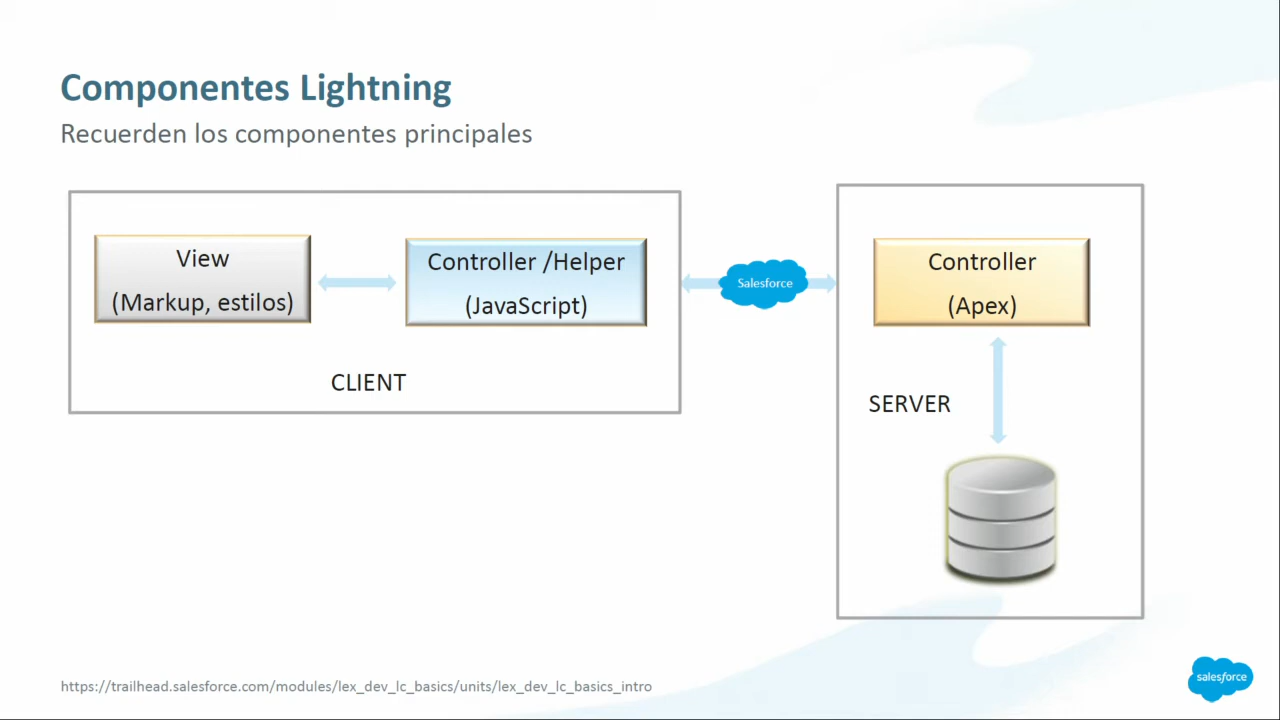 Componentes Lightning
Recuerden los componentes principales
View
(Markup, estilos)
Controller /Helper
(JavaScript)
CLIENT
Salesforce
Controller
(Apex)
SERVER
https://trailhead.salesforce.com/modules/lex_dev_lc_basics/units/lex_dev_lc_basics_intro
salesforce